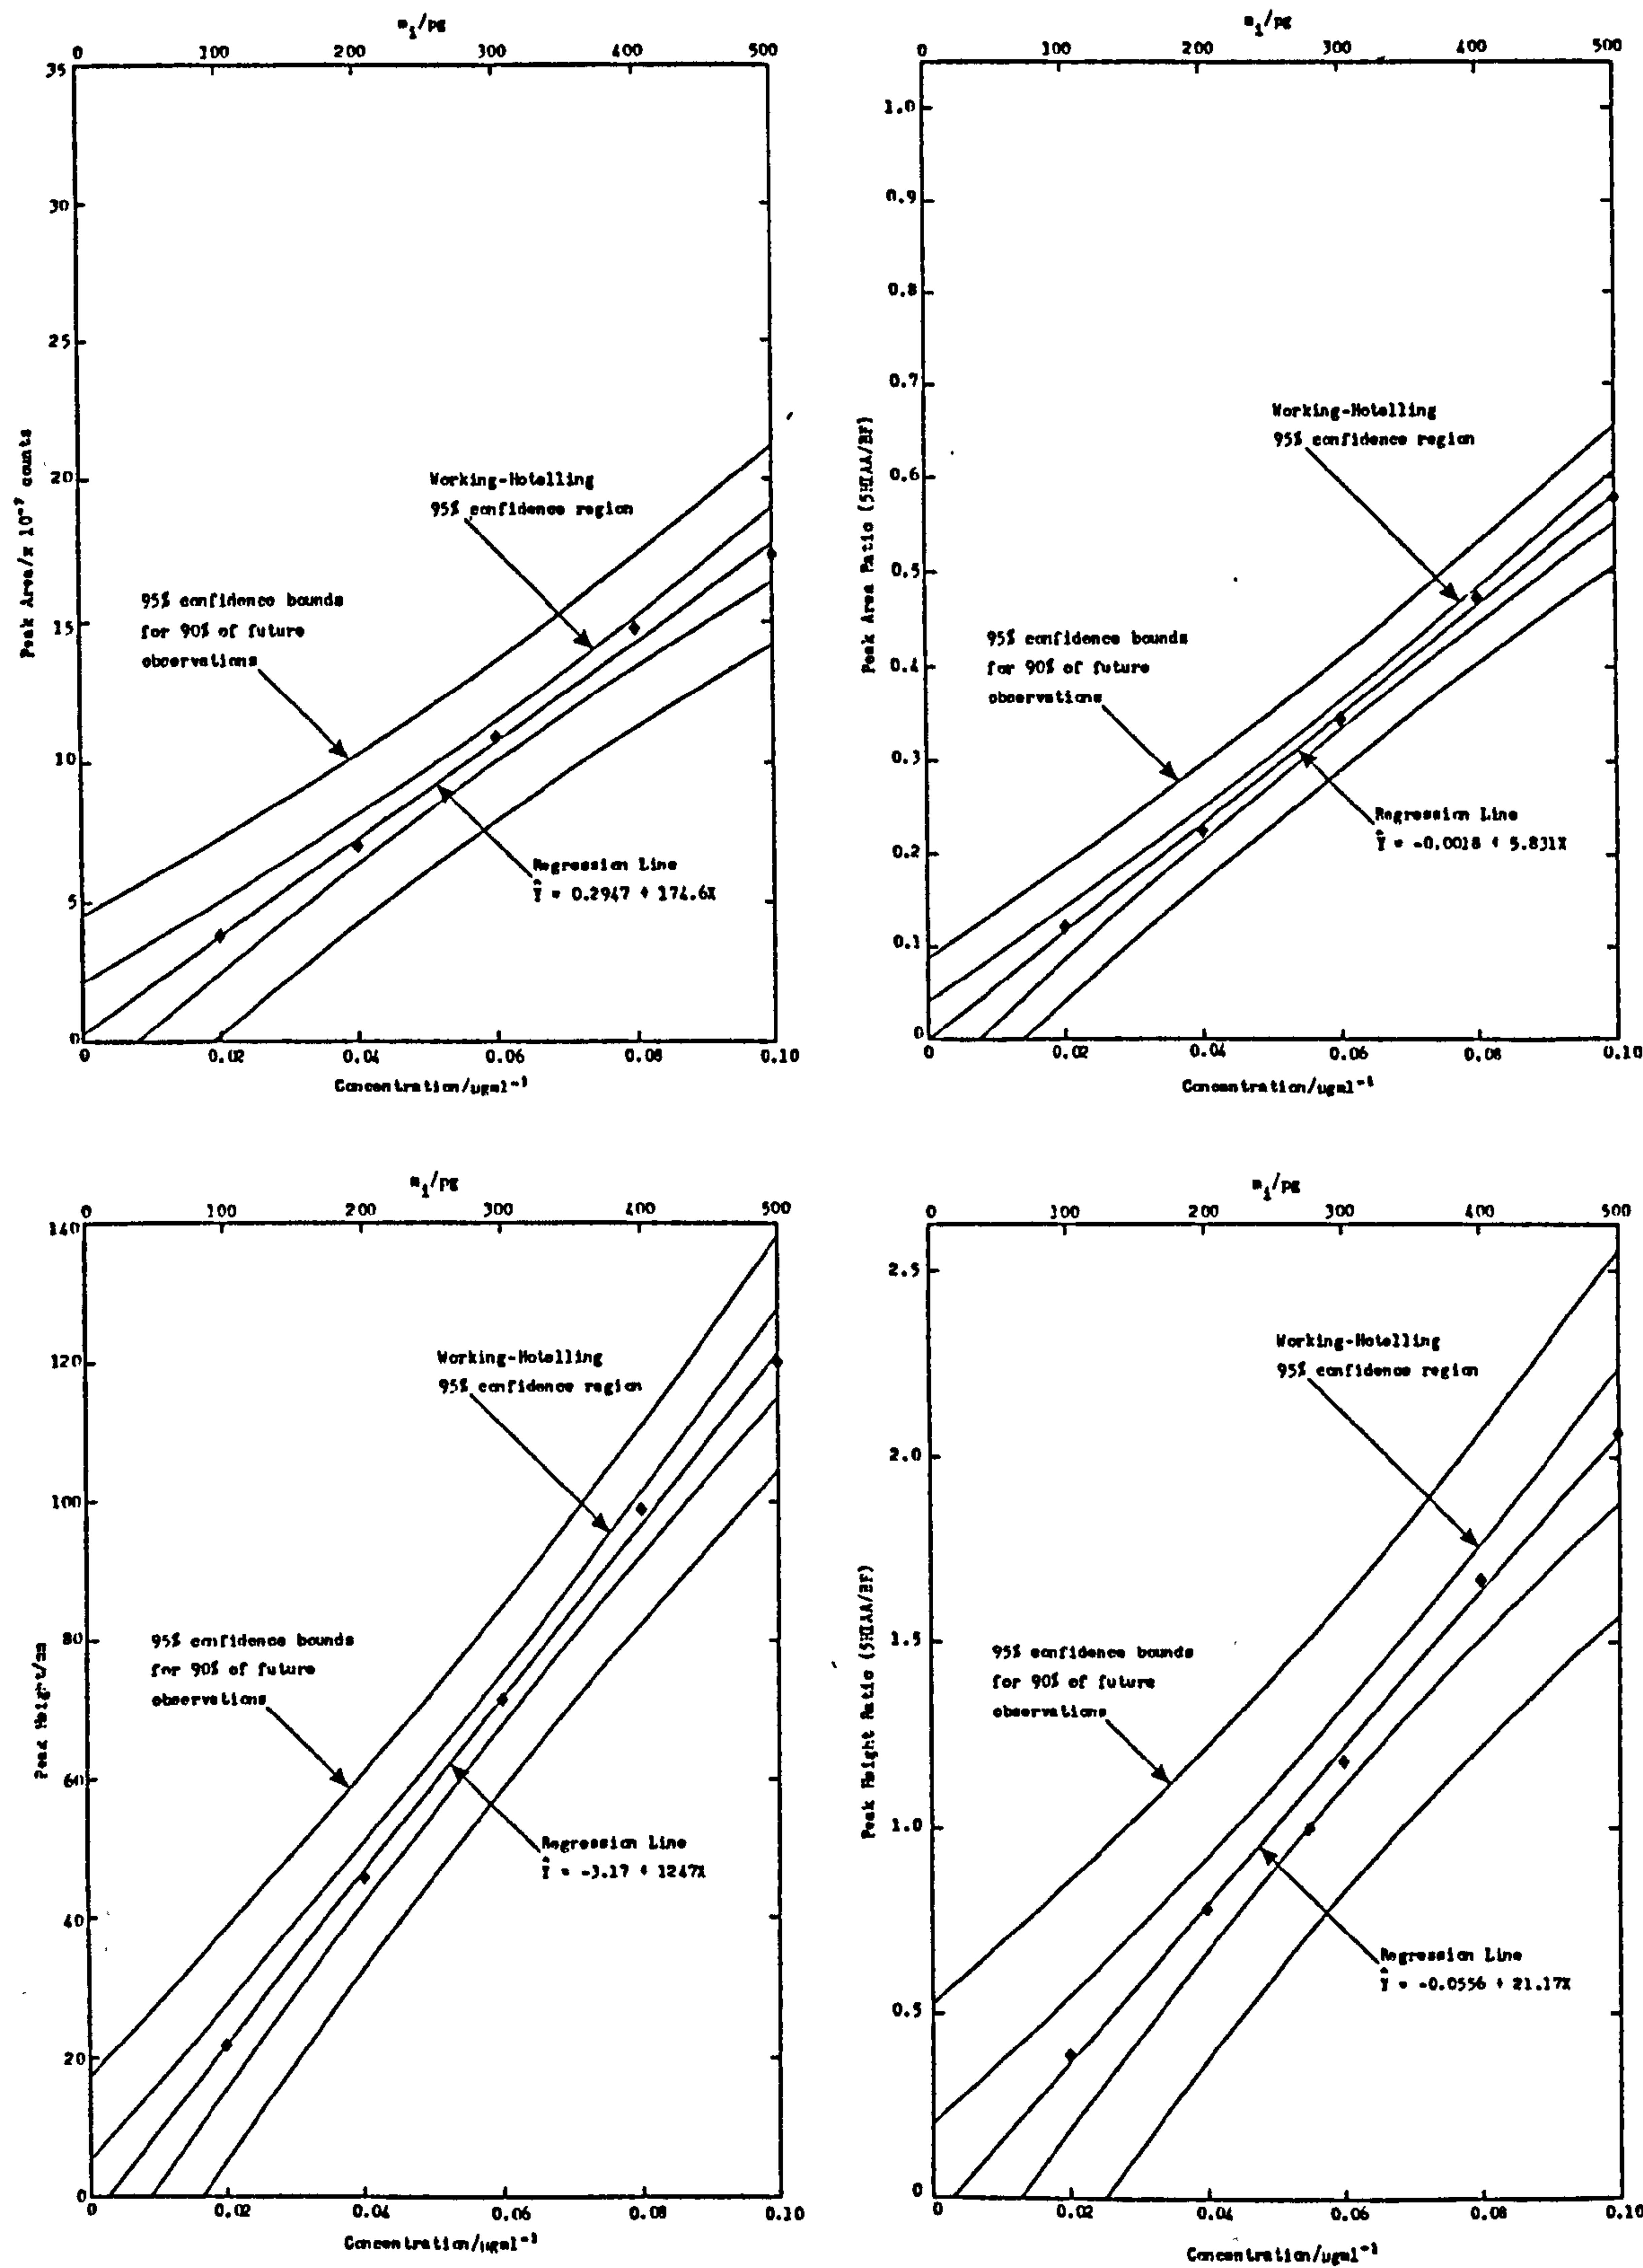 m₁/pg
0 100 200 300 400 500
35
30
25
20
15
10
5
0
Peak Area/x 10⁻⁷ counts
Working-Hotelling
95% confidence region
95% confidence bounds
for 90% of future
observations
Regression Line
Ŷ = 0.2947 + 174.6X
0 0.02 0.04 0.06 0.08 0.10
Concentration/μgml⁻¹
m₁/pg
0 100 200 300 400 500
1.0
0.9
0.8
0.7
0.6
0.5
0.4
0.3
0.2
0.1
0
Peak Area Ratio (5HIAA/BF)
Working-Hotelling
95% confidence region
95% confidence bounds
for 90% of future
observations
Regression Line
Ŷ = -0.0018 + 5.831X
0 0.02 0.04 0.06 0.08 0.10
Concentration/μgml⁻¹
m₁/pg
0 100 200 300 400 500
140
120
100
80
60
40
20
0
Peak Height/mm
Working-Hotelling
95% confidence region
95% confidence bounds
for 90% of future
observations
Regression Line
Ŷ = -3.17 + 1247X
0 0.02 0.04 0.06 0.08 0.10
Concentration/μgml⁻¹
m₁/pg
0 100 200 300 400 500
2.5
2.0
1.5
1.0
0.5
0
Peak Height Ratio (5HIAA/BF)
Working-Hotelling
95% confidence region
95% confidence bounds
for 90% of future
observations
Regression Line
Ŷ = -0.0556 + 21.17X
0 0.02 0.04 0.06 0.08 0.10
Concentration/μgml⁻¹